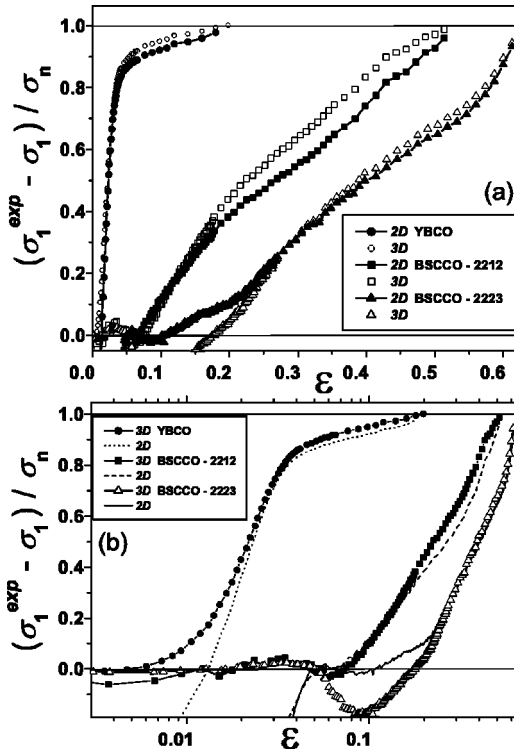 (σ₁ᵉˣᵖ - σ₁) / σₙ
1.0
0.8
0.6
0.4
0.2
0.0
(a)
2D YBCO
3D
2D BSCCO - 2212
3D
2D BSCCO - 2223
3D
0.0 0.1 0.2 0.3 0.4 0.5 0.6
ε
(σ₁ᵉˣᵖ - σ₁) / σₙ
1.0
0.8
0.6
0.4
0.2
0.0
3D YBCO
2D
3D BSCCO - 2212
2D
3D BSCCO - 2223
2D
(b)
0.01 0.1
ε